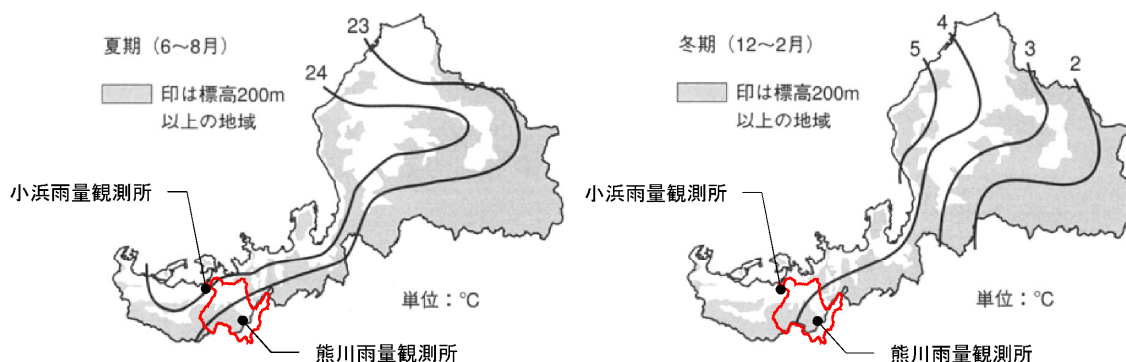 夏期（6～8月）
印は標高200m
以上の地域
23
24
小浜雨量観測所
単位：℃
熊川雨量観測所
冬期（12～2月）
印は標高200m
以上の地域
4
5
3
2
小浜雨量観測所
単位：℃
熊川雨量観測所